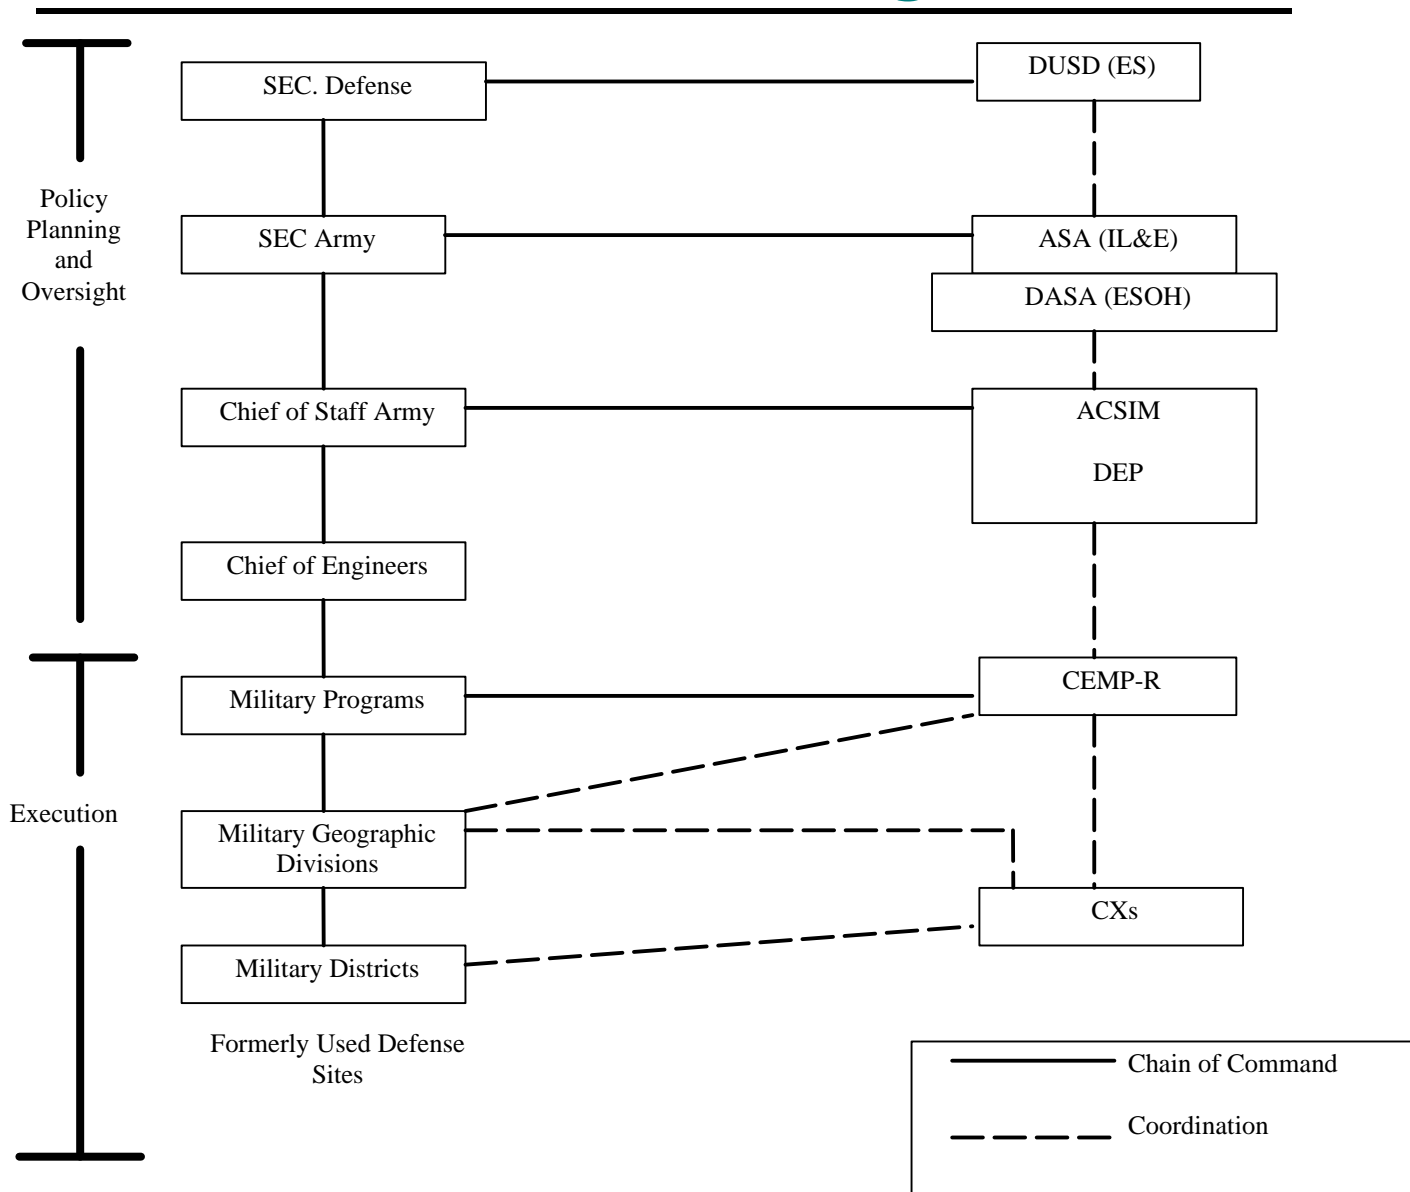 SEC. Defense
DUSD (ES)
Policy
Planning
and
Oversight
SEC Army
ASA (IL&E)
DASA (ESOH)
Chief of Staff Army
ACSIM
DEP
Chief of Engineers
Military Programs
CEMP-R
Execution
Military Geographic
Divisions
CXs
Military Districts
Formerly Used Defense
Sites
Chain of Command
Coordination